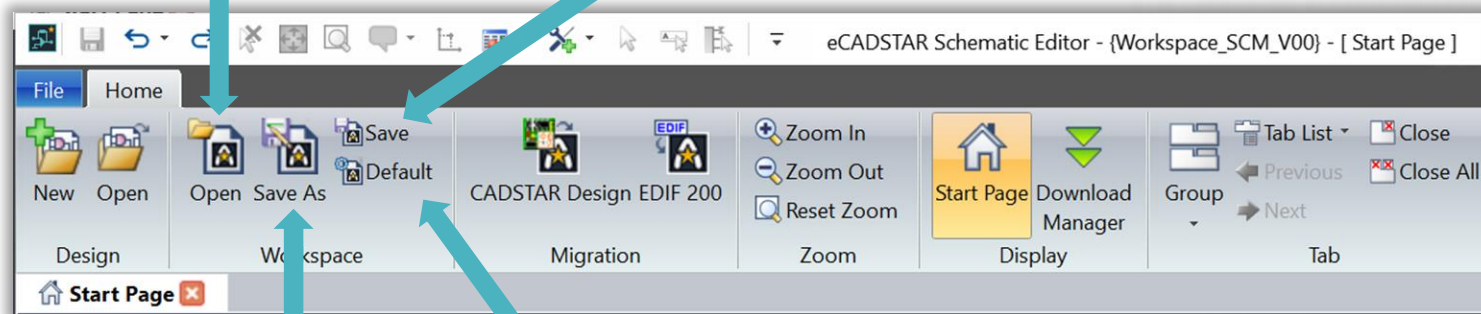 eCADSTAR Schematic Editor - {Workspace_SCM_V00} - [ Start Page ]
File Home
New Open
Design
Open Save As
Save
Default
Workspace
EDIF
CADSTAR Design EDIF 200
Migration
Zoom In
Zoom Out
Reset Zoom
Zoom
Start Page Download Manager
Display
Group
Tab List
Previous
Next
Close
Close All
Tab
Start Page